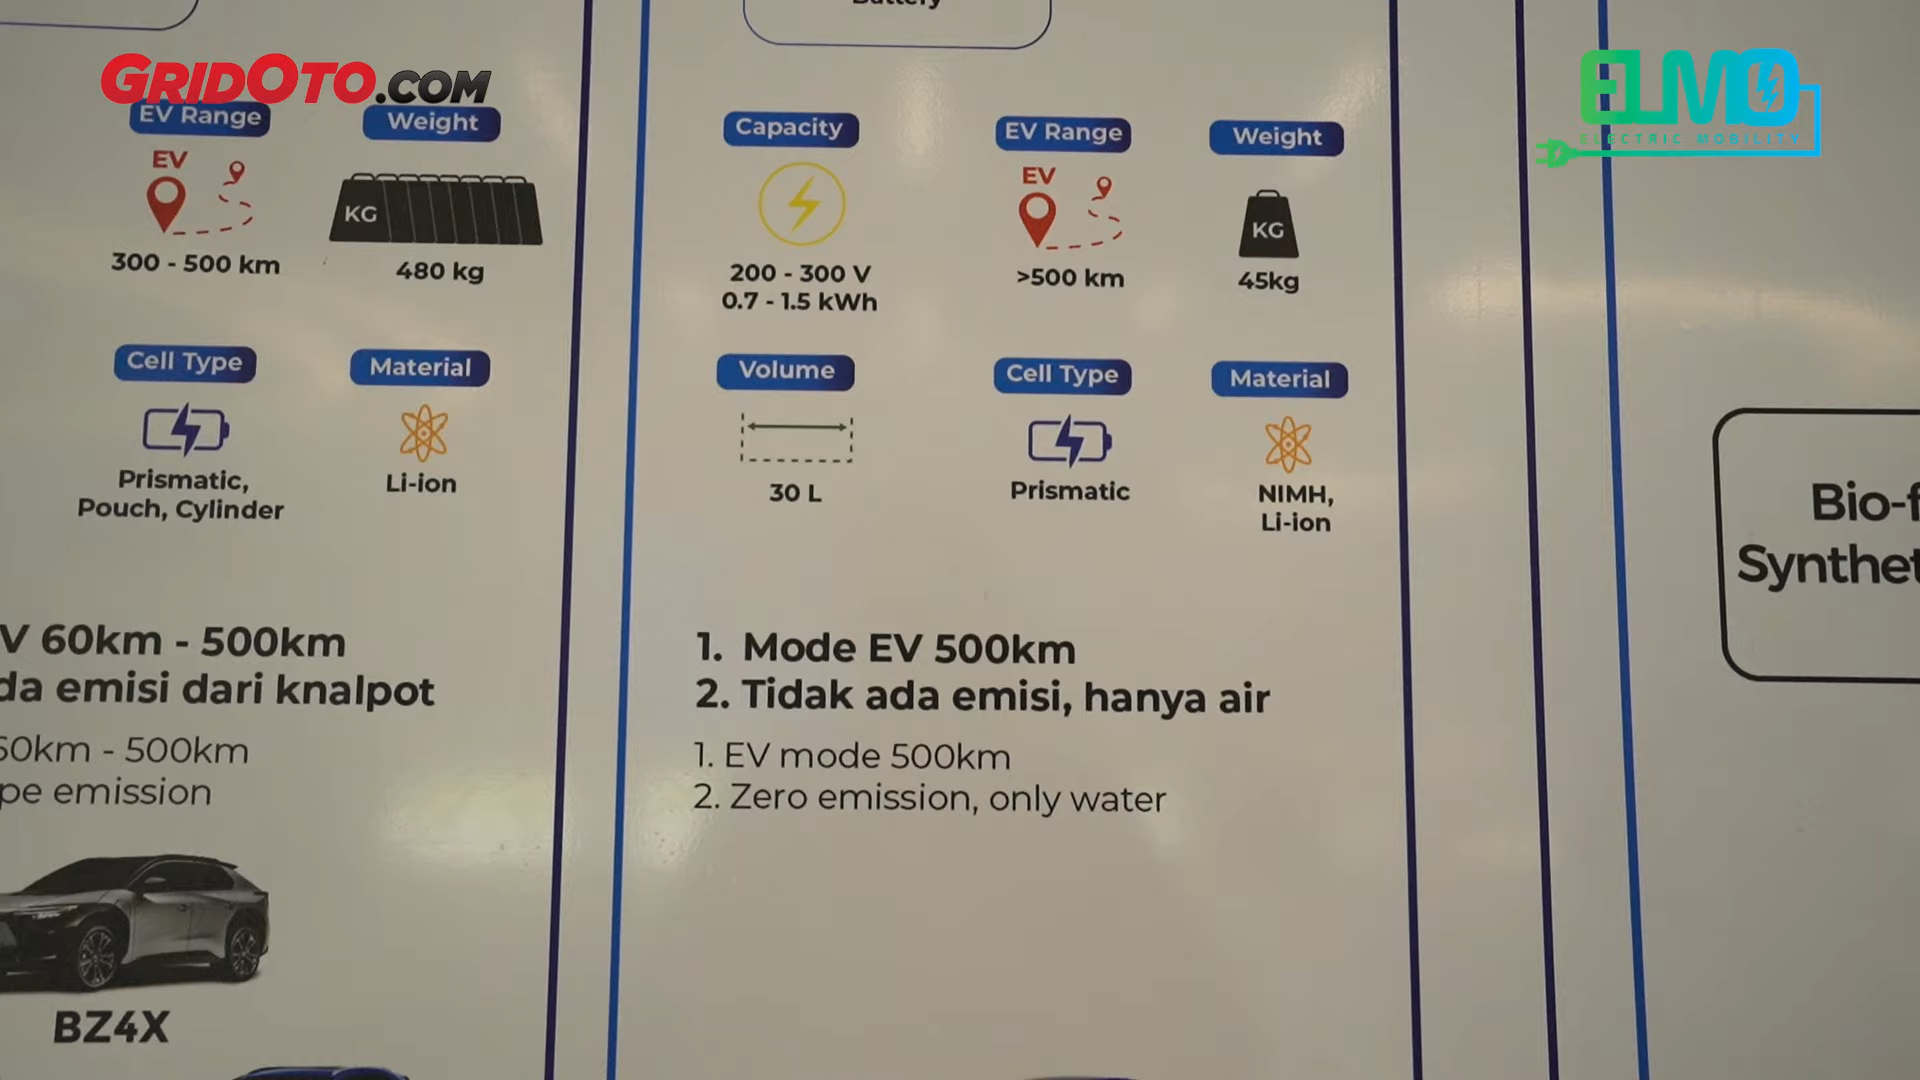 GRIDOTO.COM
ELMO
ELECTRIC MOBILITY
EV Range
Weight
EV
KG
300 - 500 km
480 kg
Cell Type
Material
Prismatic,
Pouch, Cylinder
Li-ion
V 60km - 500km
da emisi dari knalpot
60km - 500km
pe emission
BZ4X
Battery
Capacity
EV Range
Weight
EV
KG
200 - 300 V
0.7 - 1.5 kWh
>500 km
45kg
Volume
Cell Type
Material
30 L
Prismatic
NIMH,
Li-ion
1. Mode EV 500km
2. Tidak ada emisi, hanya air
1. EV mode 500km
2. Zero emission, only water
Bio-f
Synthet